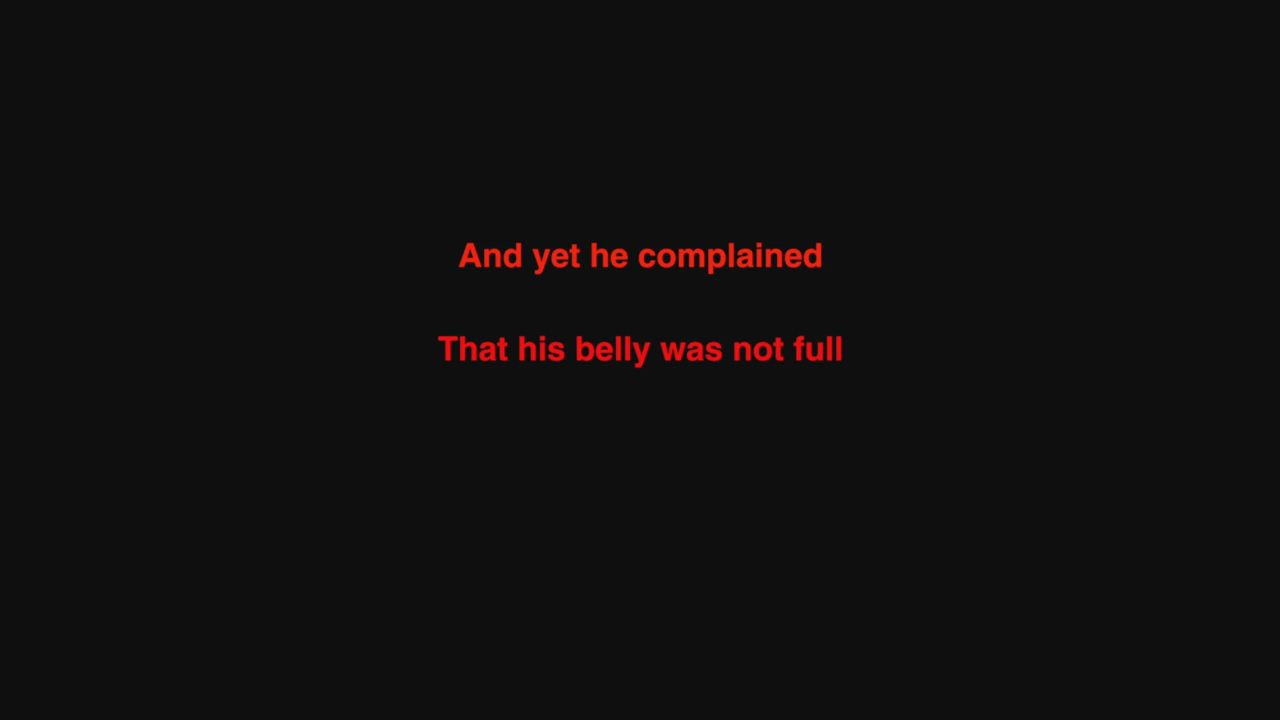 And yet he complained
That his belly was not full